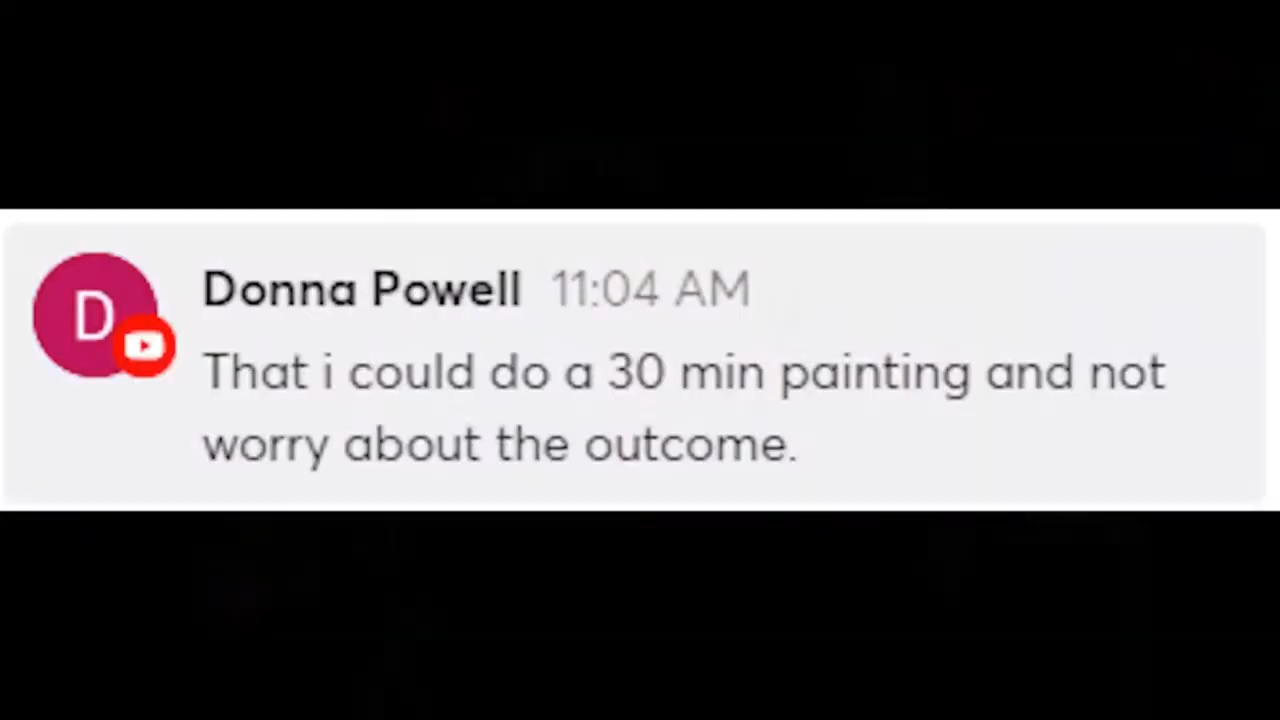 D
Donna Powell 11:04 AM
That i could do a 30 min painting and not
worry about the outcome.